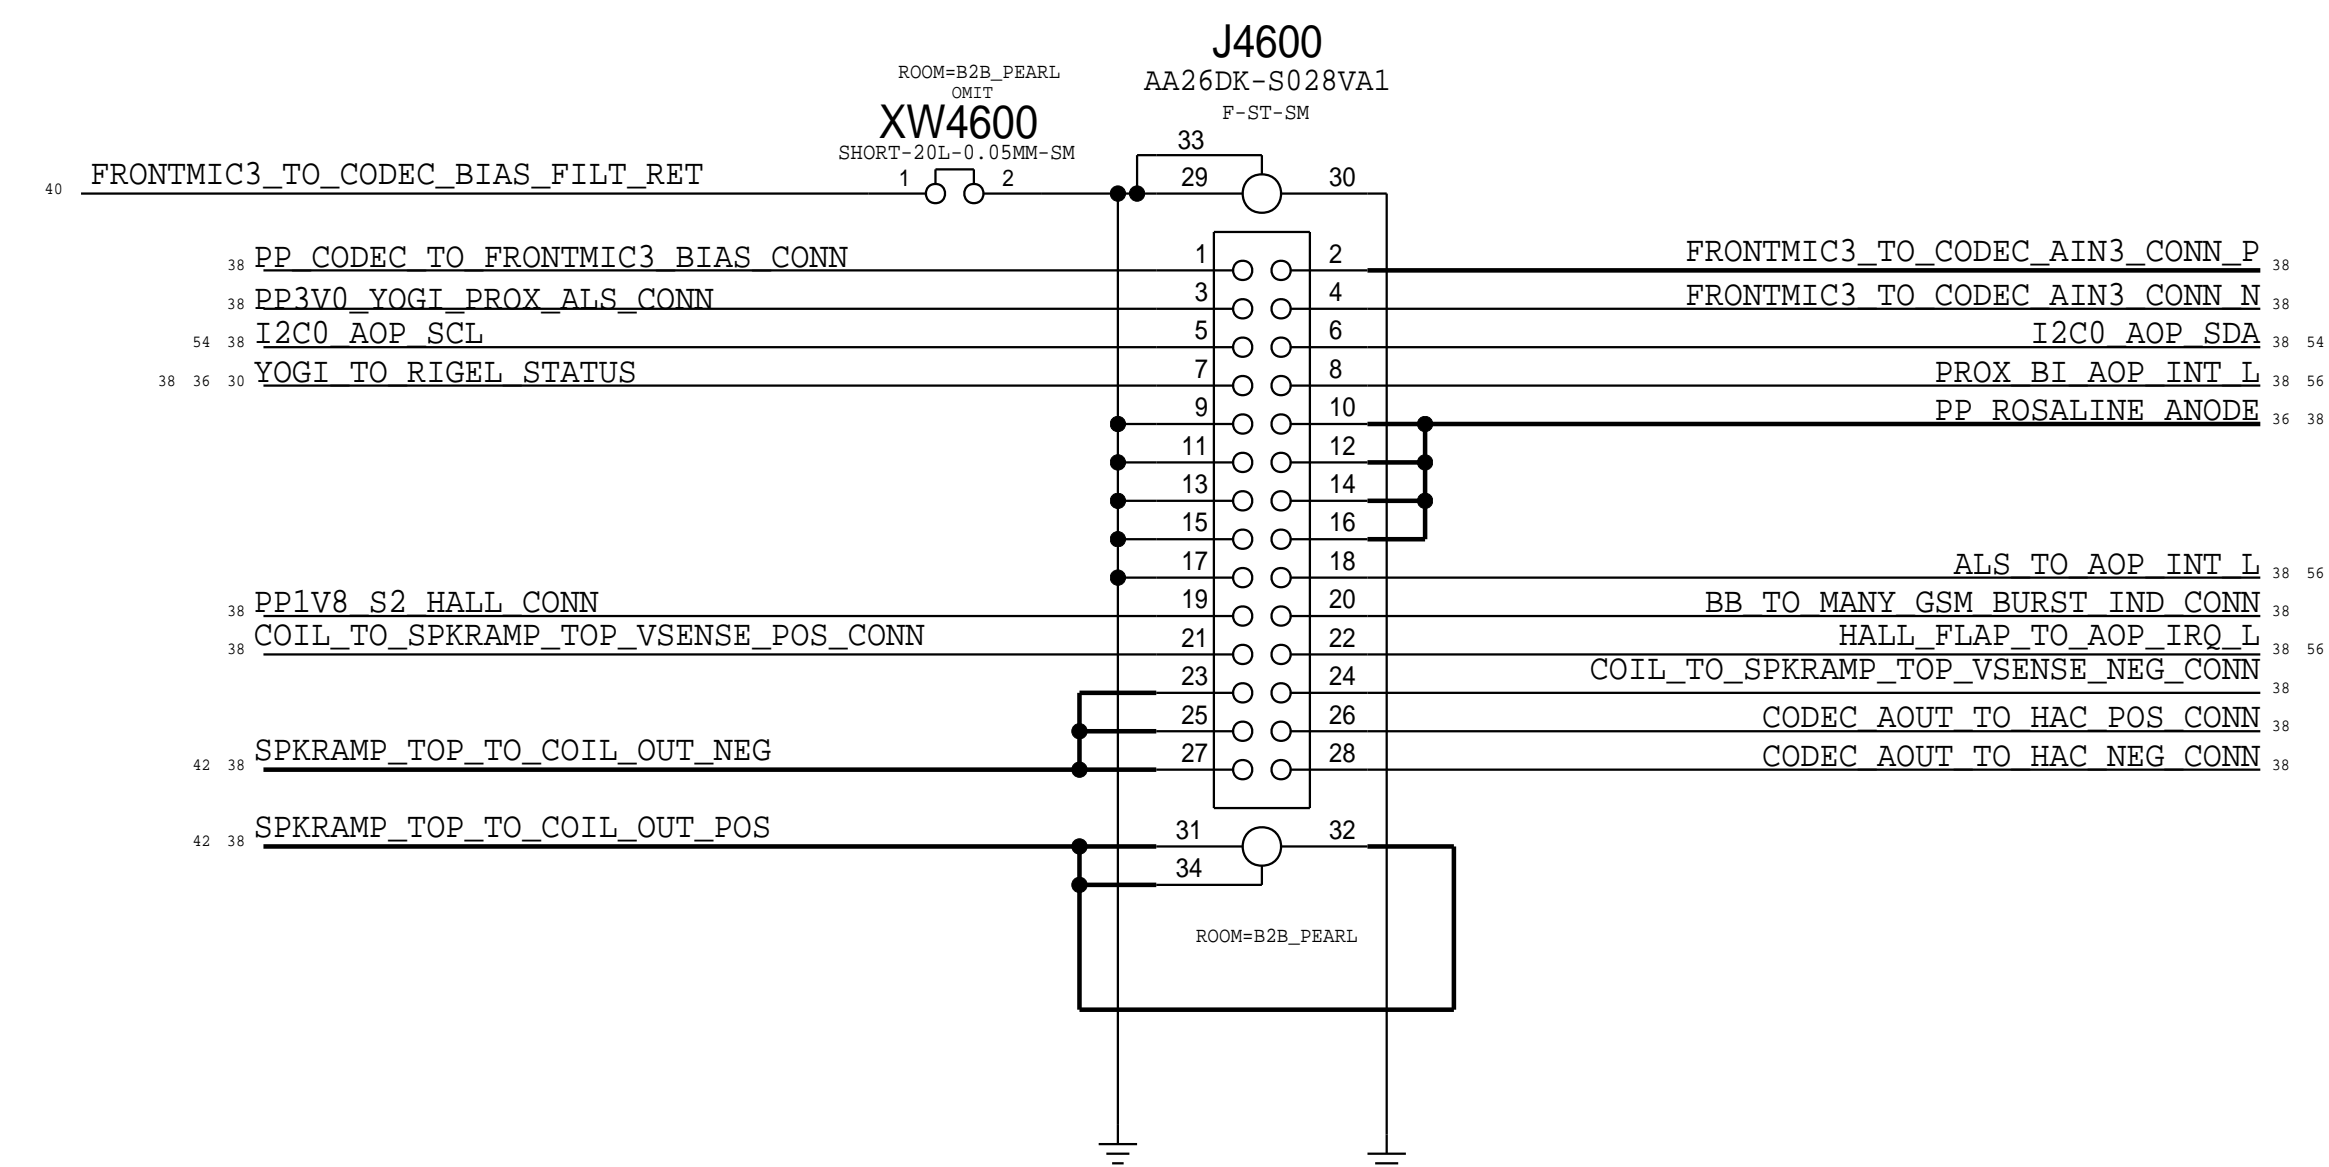 J4600
AA26DK-S028VA1
F-ST-SM
ROOM=B2B_PEARL
OMIT
XW4600
SHORT-20L-0.05MM-SM
33
40 FRONTMIC3_TO_CODEC_BIAS_FILT_RET 1 2 29 30
38 PP_CODEC_TO_FRONTMIC3_BIAS_CONN 1 2 FRONTMIC3_TO_CODEC_AIN3_CONN_P 38
38 PP3V0_YOGI_PROX_ALS_CONN 3 4 FRONTMIC3_TO_CODEC_AIN3_CONN_N 38
54 38 I2C0_AOP_SCL 5 6 I2C0_AOP_SDA 38 54
38 36 30 YOGI_TO_RIGEL_STATUS 7 8 PROX_BI_AOP_INT_L 38 56
9 10 PP_ROSALINE_ANODE 36 38
11 12
13 14
15 16
17 18 ALS_TO_AOP_INT_L 38 56
38 PP1V8_S2_HALL_CONN 19 20 BB_TO_MANY_GSM_BURST_IND_CONN 38
38 COIL_TO_SPKRAMP_TOP_VSENSE_POS_CONN 21 22 HALL_FLAP_TO_AOP_IRQ_L 38 56
23 24 COIL_TO_SPKRAMP_TOP_VSENSE_NEG_CONN 38
25 26 CODEC_AOUT_TO_HAC_POS_CONN 38
42 38 SPKRAMP_TOP_TO_COIL_OUT_NEG 27 28 CODEC_AOUT_TO_HAC_NEG_CONN 38
42 38 SPKRAMP_TOP_TO_COIL_OUT_POS 31 32
34
ROOM=B2B_PEARL